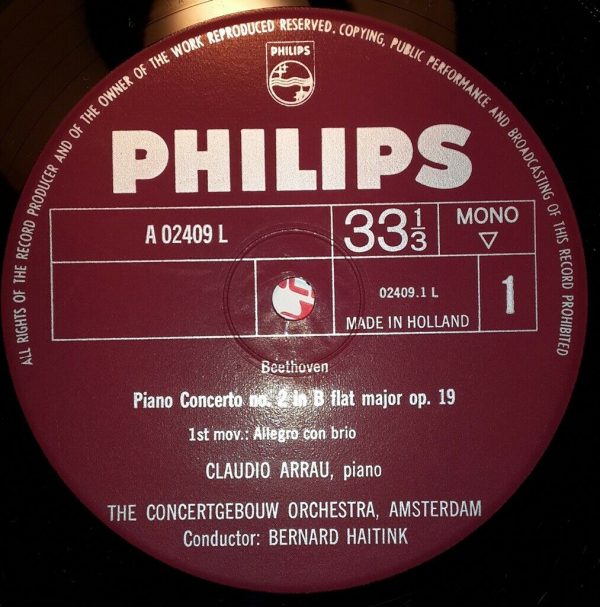 ALL RIGHTS OF THE RECORD PRODUCER AND OF THE OWNER OF THE WORK REPRODUCED RESERVED. COPYING, PUBLIC PERFORMANCE AND BROADCASTING OF THIS RECORD PROHIBITED
PHILIPS
PHILIPS
A 02409 L
33 1/3
MONO
02409.1 L
1
MADE IN HOLLAND
Beethoven
Piano Concerto no. 2 in B flat major op. 19
1st mov.: Allegro con brio
CLAUDIO ARRAU, piano
THE CONCERTGEBOUW ORCHESTRA, AMSTERDAM
Conductor: BERNARD HAITINK